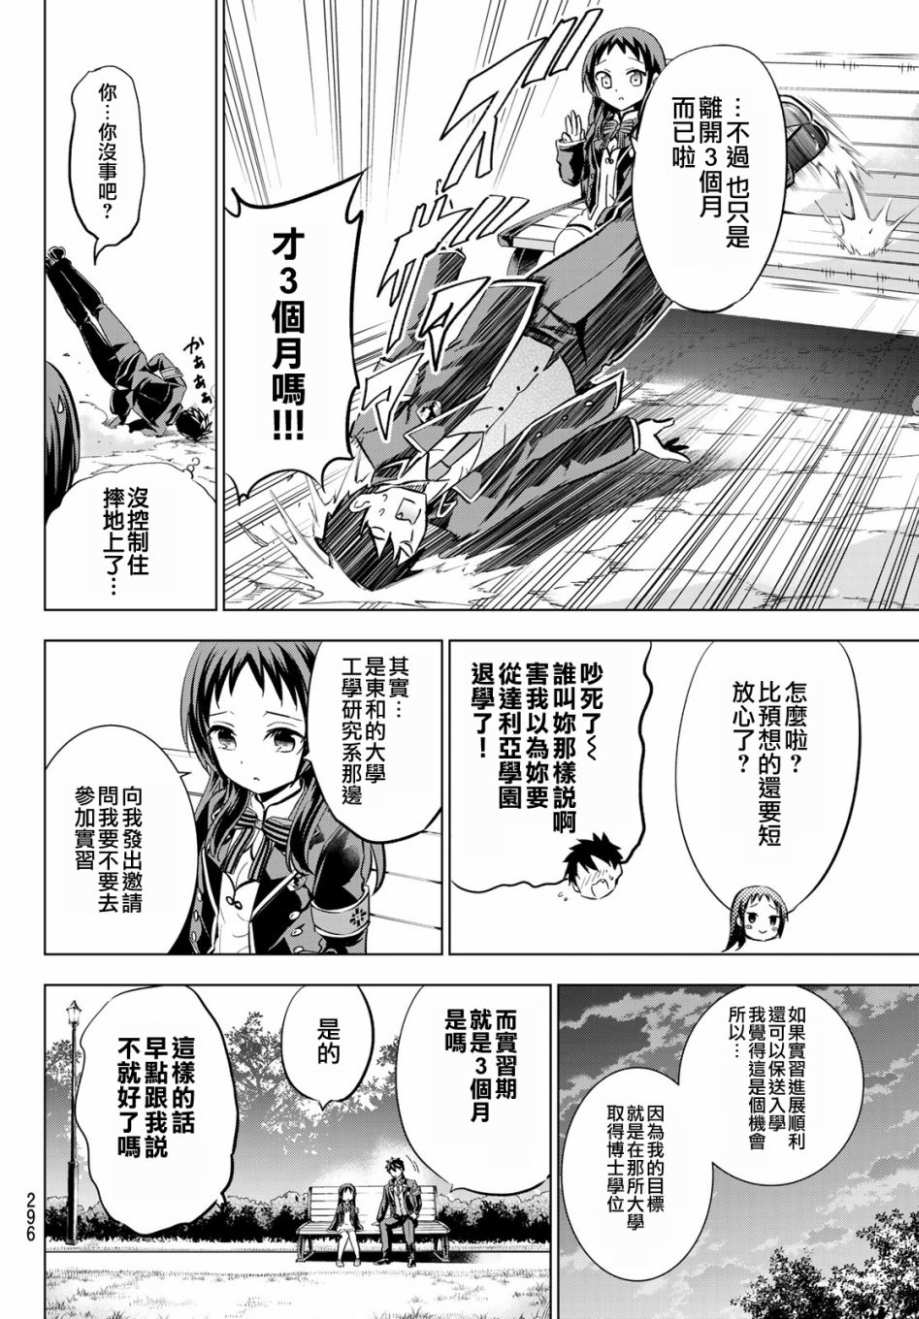 …不過 也只是
離開3個月
而已啦
才3個月嗎!!!
你…你沒事吧?
かぁぁぁ
沒控制住
摔地上了…
怎麼啦?
比預想的還要短
放心了?
吵死了～
誰叫妳那樣説啊
害我以為妳要
從達利亞學園
退學了!
其實…
是東和的大學
工學研究系那邊
向我發出邀請
問我要不要去
參加實習
如果實習進展順利
還可以保送入學
我覺得這是個機會
所以…
因為我的目標
就是在那所大學
取得博士學位
而實習期
就是3個月
是嗎
是的
這樣的話
早點跟我説
不就好了嗎
296